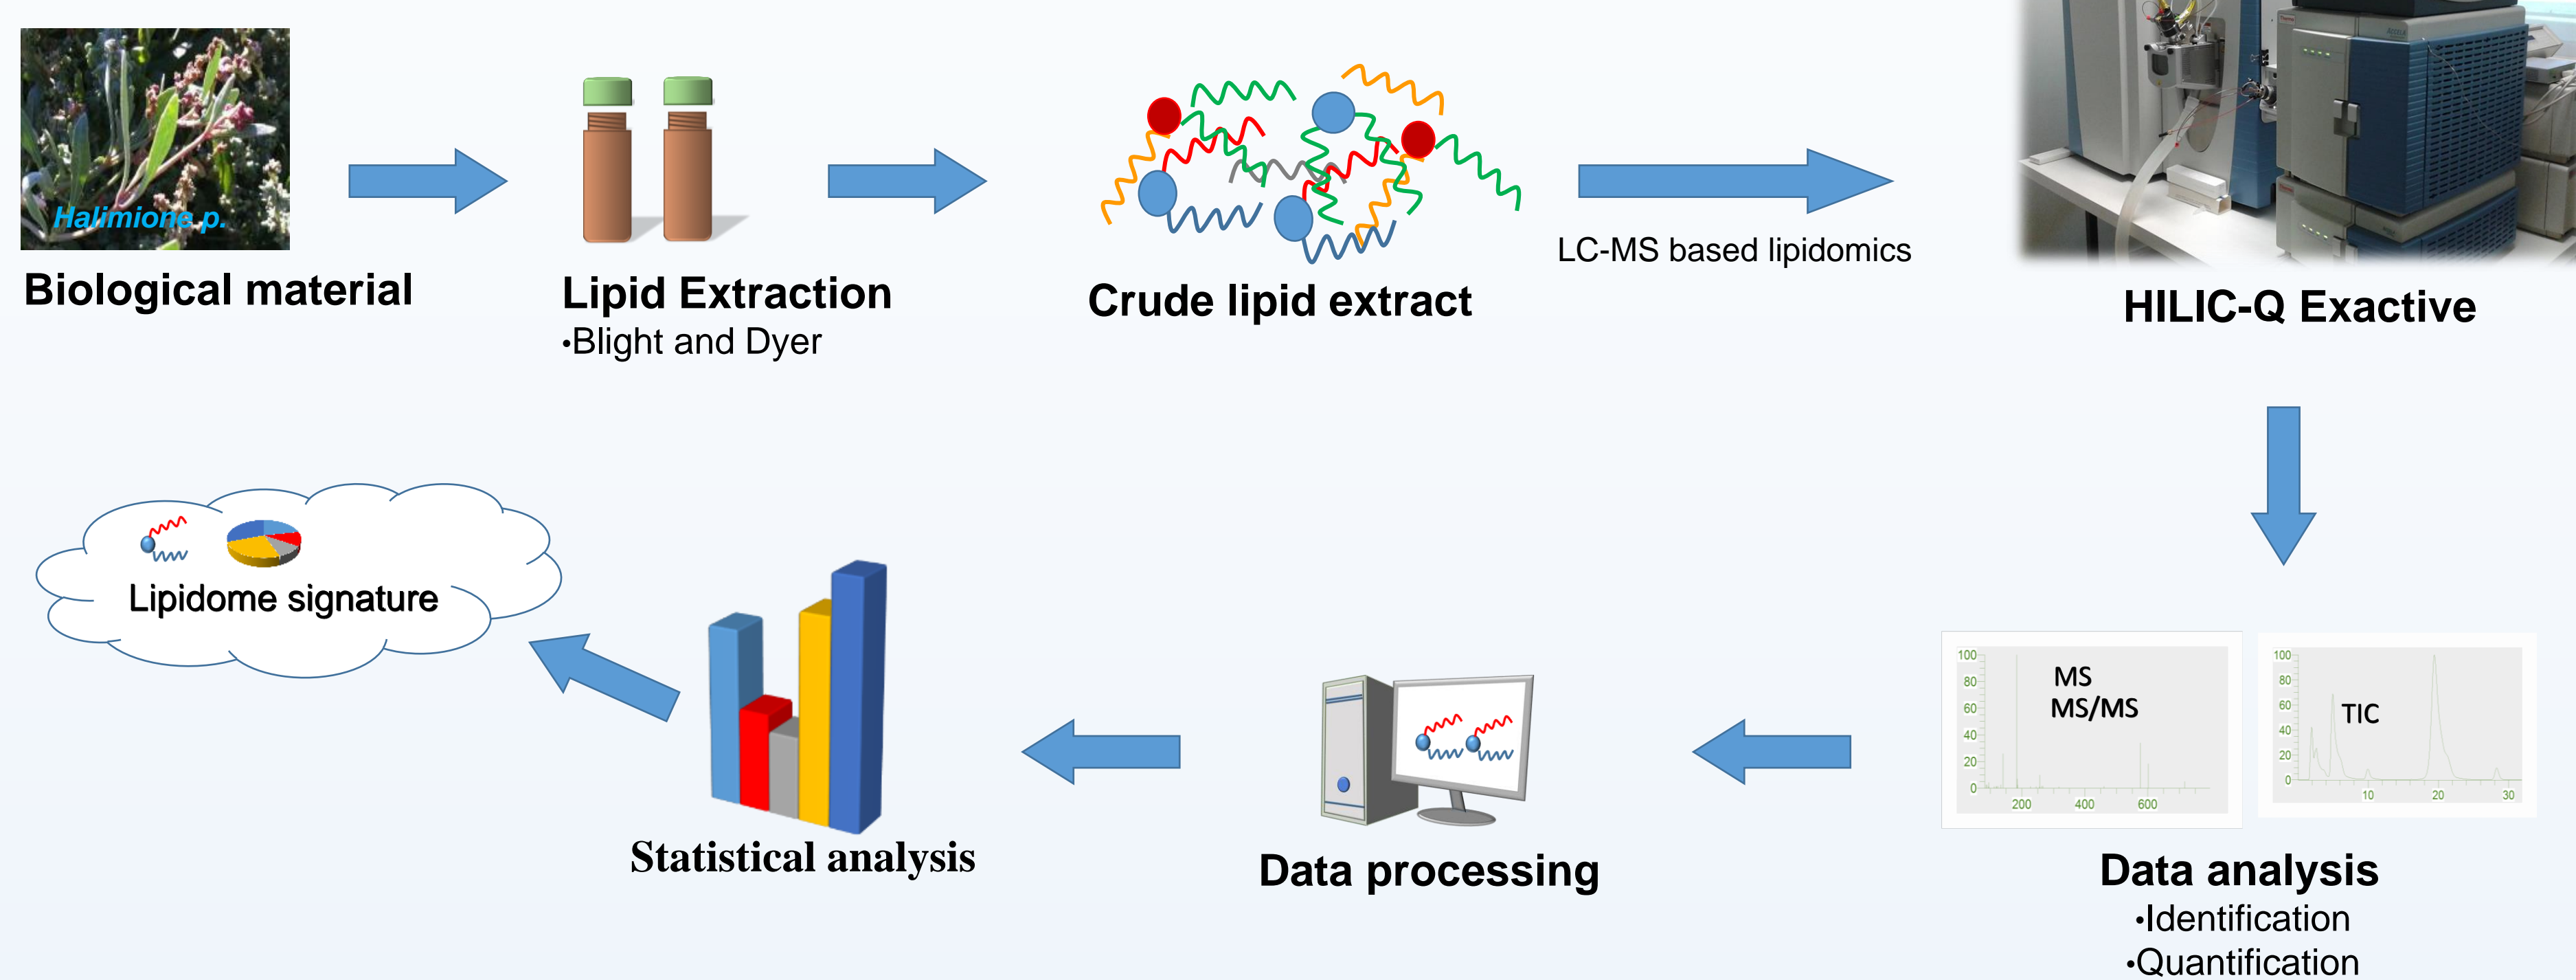 Halimione p.
Biological material
Lipid Extraction
•Blight and Dyer
Crude lipid extract
LC-MS based lipidomics
HILIC-Q Exactive
Lipidome signature
Statistical analysis
Data processing
100
80
60
40
20
0
200 400 600
MS
MS/MS
100
80
60
40
20
0
10 20 30
TIC
Data analysis
•Identification
•Quantification